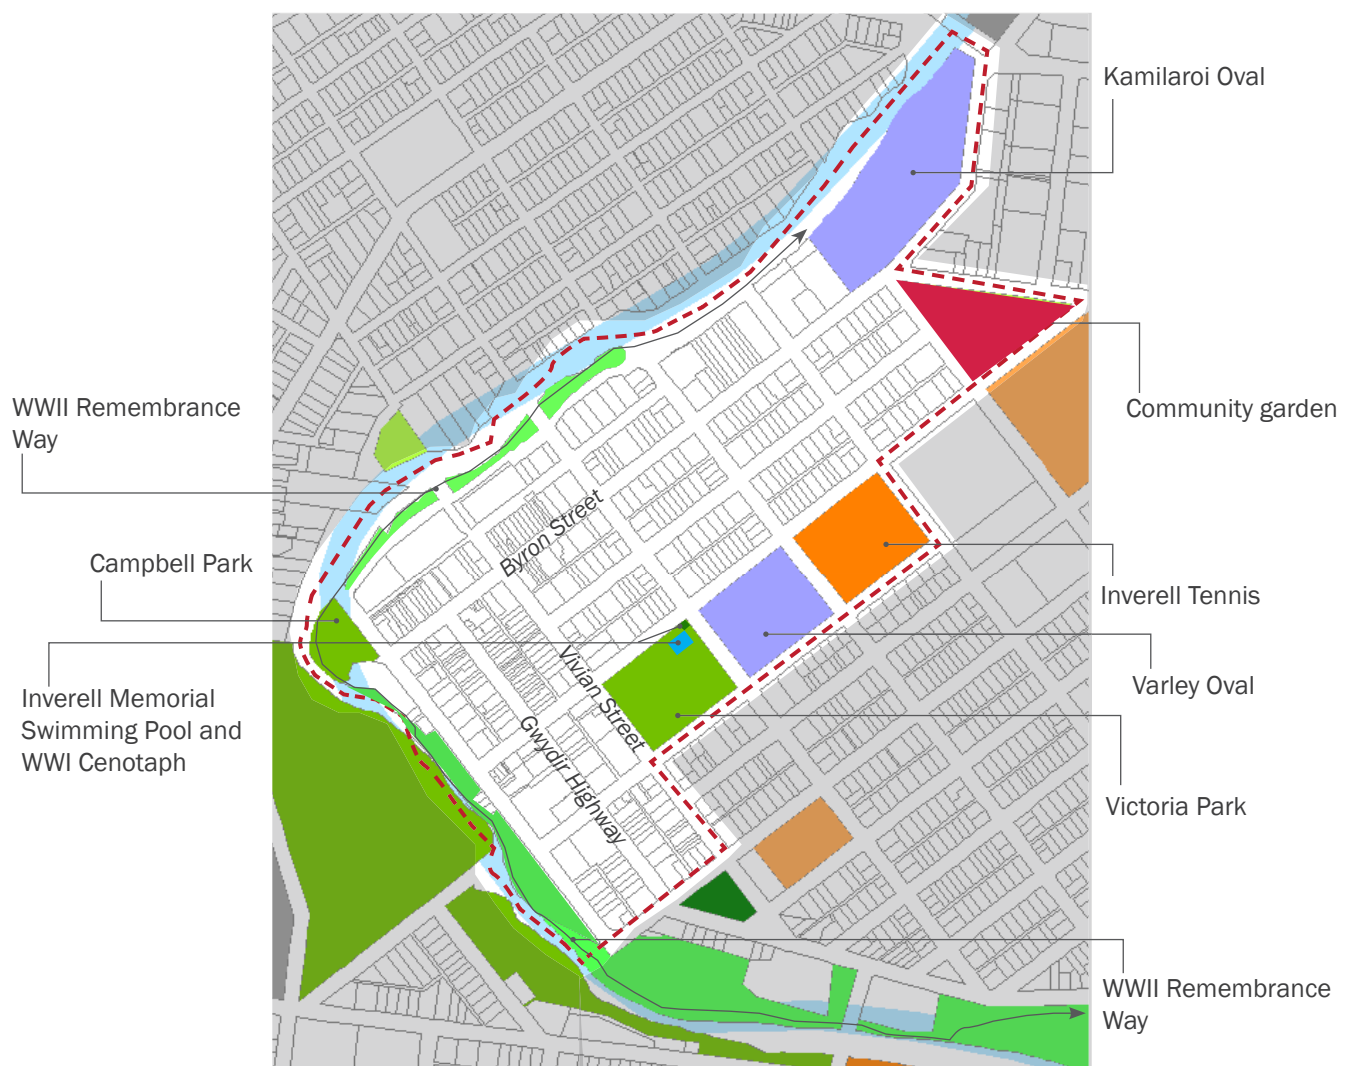 Kamilaroi Oval
WWII Remembrance
Way
Community garden
Byron Street
Campbell Park
Inverell Tennis
Vivian Street
Varley Oval
Inverell Memorial
Swimming Pool and
WWI Cenotaph
Gwydir Highway
Victoria Park
WWII Remembrance
Way